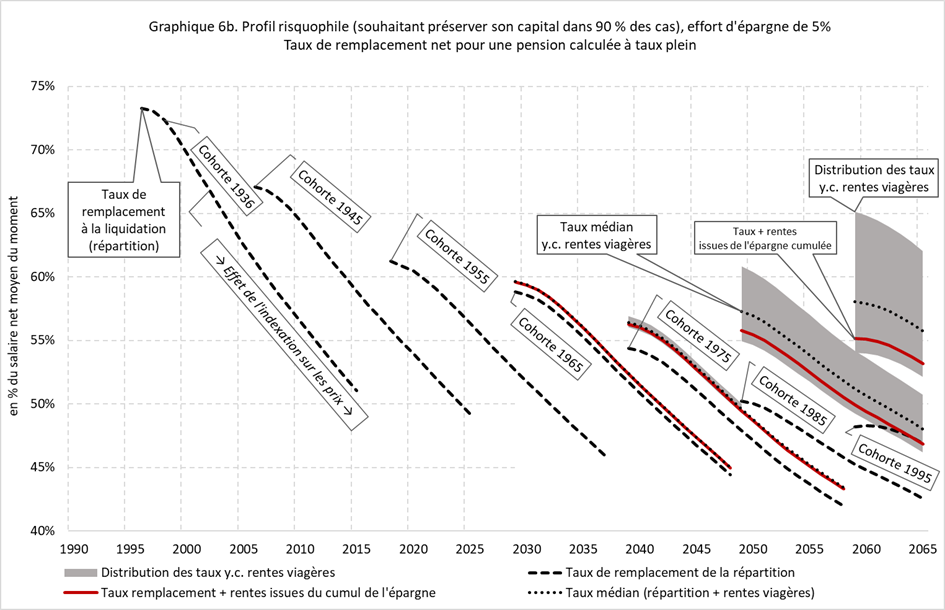 Graphique 6b. Profil risquophile (souhaitant préserver son capital dans 90 % des cas), effort d'épargne de 5%
Taux de remplacement net pour une pension calculée à taux plein
en % du salaire net moyen du moment
75%
70%
65%
60%
55%
50%
45%
40%
Taux de
remplacement
à la liquidation
(répartition)
Cohorte 1936
→ Effet de l'indexation sur les prix →
Cohorte 1945
Cohorte 1955
Cohorte 1965
Taux médian
y.c. rentes viagères
Cohorte 1975
Taux + rentes
issues de l'épargne cumulée
Distribution des taux
y.c. rentes viagères
Cohorte 1985
Cohorte 1995
1990
1995
2000
2005
2010
2015
2020
2025
2030
2035
2040
2045
2050
2055
2060
2065
Distribution des taux y.c. rentes viagères
Taux de remplacement de la répartition
Taux remplacement + rentes issues du cumul de l'épargne
Taux médian (répartition + rentes viagères)